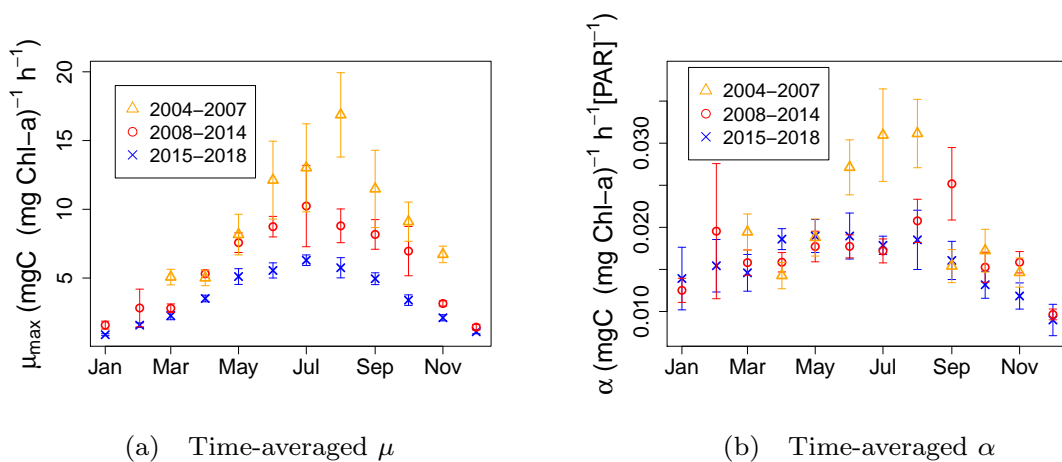 μmax (mgC (mg Chl−a)−1 h−1
20
15
10
5
2004−2007
2008−2014
2015−2018
Jan Mar May Jul Sep Nov
(a) Time-averaged μ
α (mgC (mg Chl−a)−1 h−1[PAR]−1
0.030
0.020
0.010
2004−2007
2008−2014
2015−2018
Jan Mar May Jul Sep Nov
(b) Time-averaged α